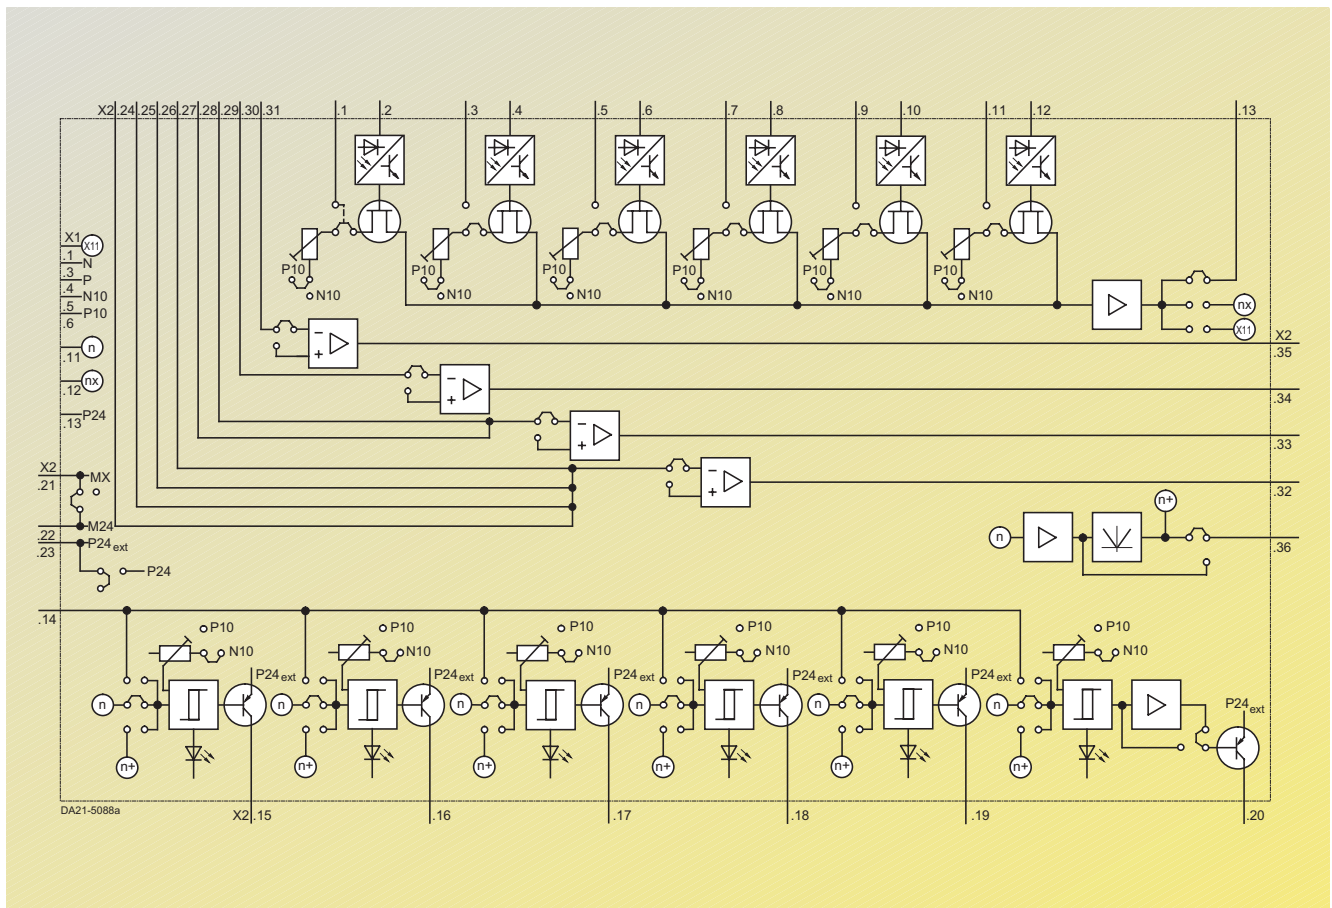 X2 .24 .25 .26 .27 .28 .29 .30 .31 .1 .2 .3 .4 .5 .6 .7 .8 .9 .10 .11 .12 .13
X1 X11
.1 N
.3 P
.4 N10
.5 P10
.6
P10 P10 P10 P10 P10 P10
N10 N10 N10 N10 N10 N10
nx
X11
n
.11
nx
.12
.13 P24
− +
X2
.35
− +
.34
− +
.33
− +
.32
X2
.21 MX
.22 M24
.23 P24ext
P24
n+
n
.36
.14
P10 P10 P10 P10 P10 P10
N10 N10 N10 N10 N10 N10
P24ext P24ext P24ext P24ext P24ext
P24ext
n n n n n n
n+ n+ n+ n+ n+ n+
DA21-5088a
X2 .15 .16 .17 .18 .19 .20